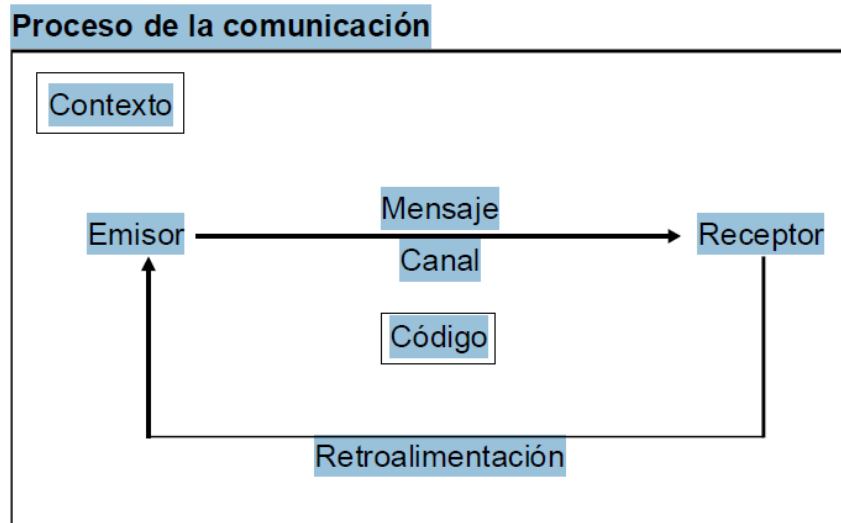 Proceso de la comunicación
Contexto
Mensaje
Emisor
Receptor
Canal
Código
Retroalimentación